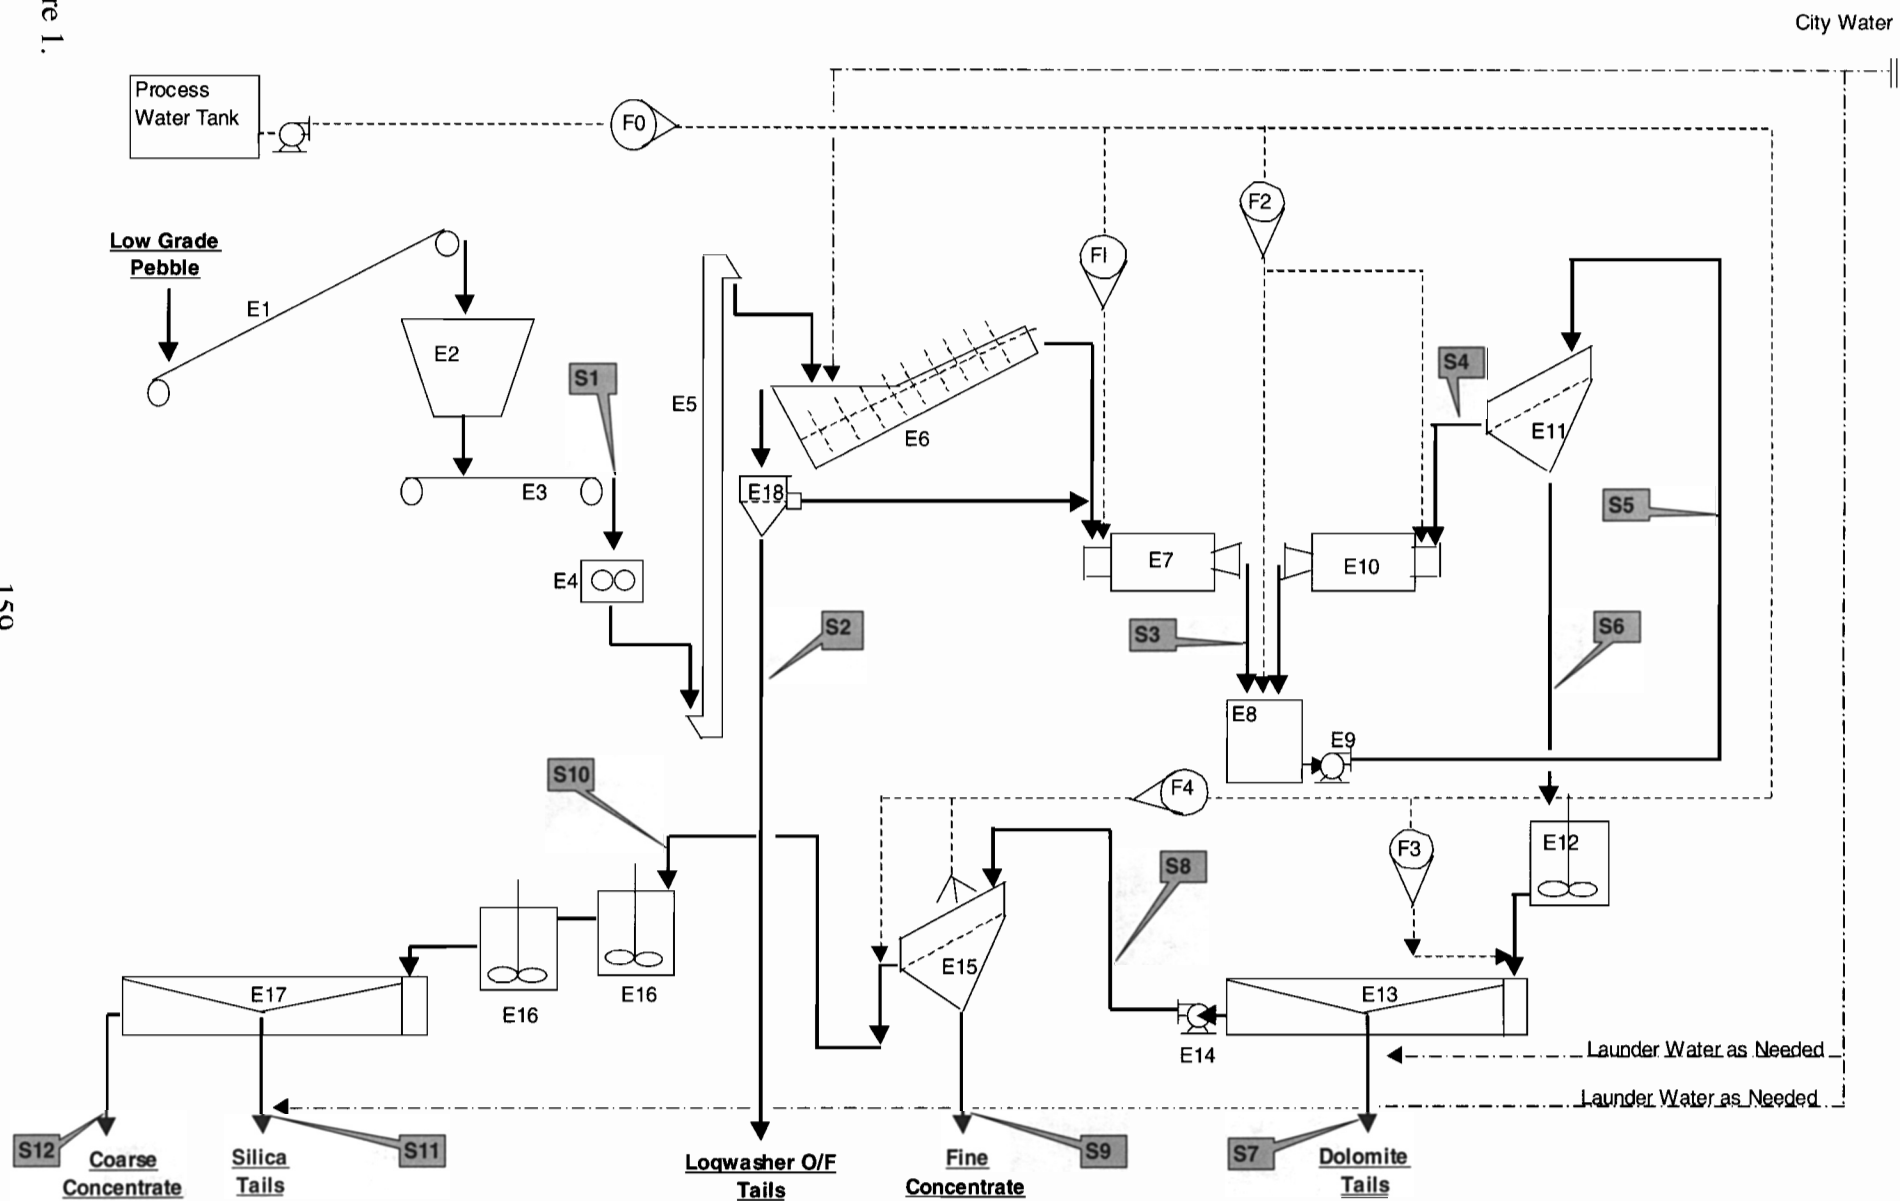 re 1.
City Water
Process
Water Tank
F0
F2
Low Grade
Pebble
FI
E1
E2
S1
S4
E5
E6
E11
E18
E3
S5
E7
E10
E4
S2
S3
S6
E8
E9
S10
F4
E12
F3
S8
E15
E17
E16
E16
E13
E14
Launder Water as Needed
Launder Water as Needed
S12
Coarse
Concentrate
Silica
Tails
S11
Loqwasher O/F
Tails
Fine
Concentrate
S9
S7
Dolomite
Tails
159